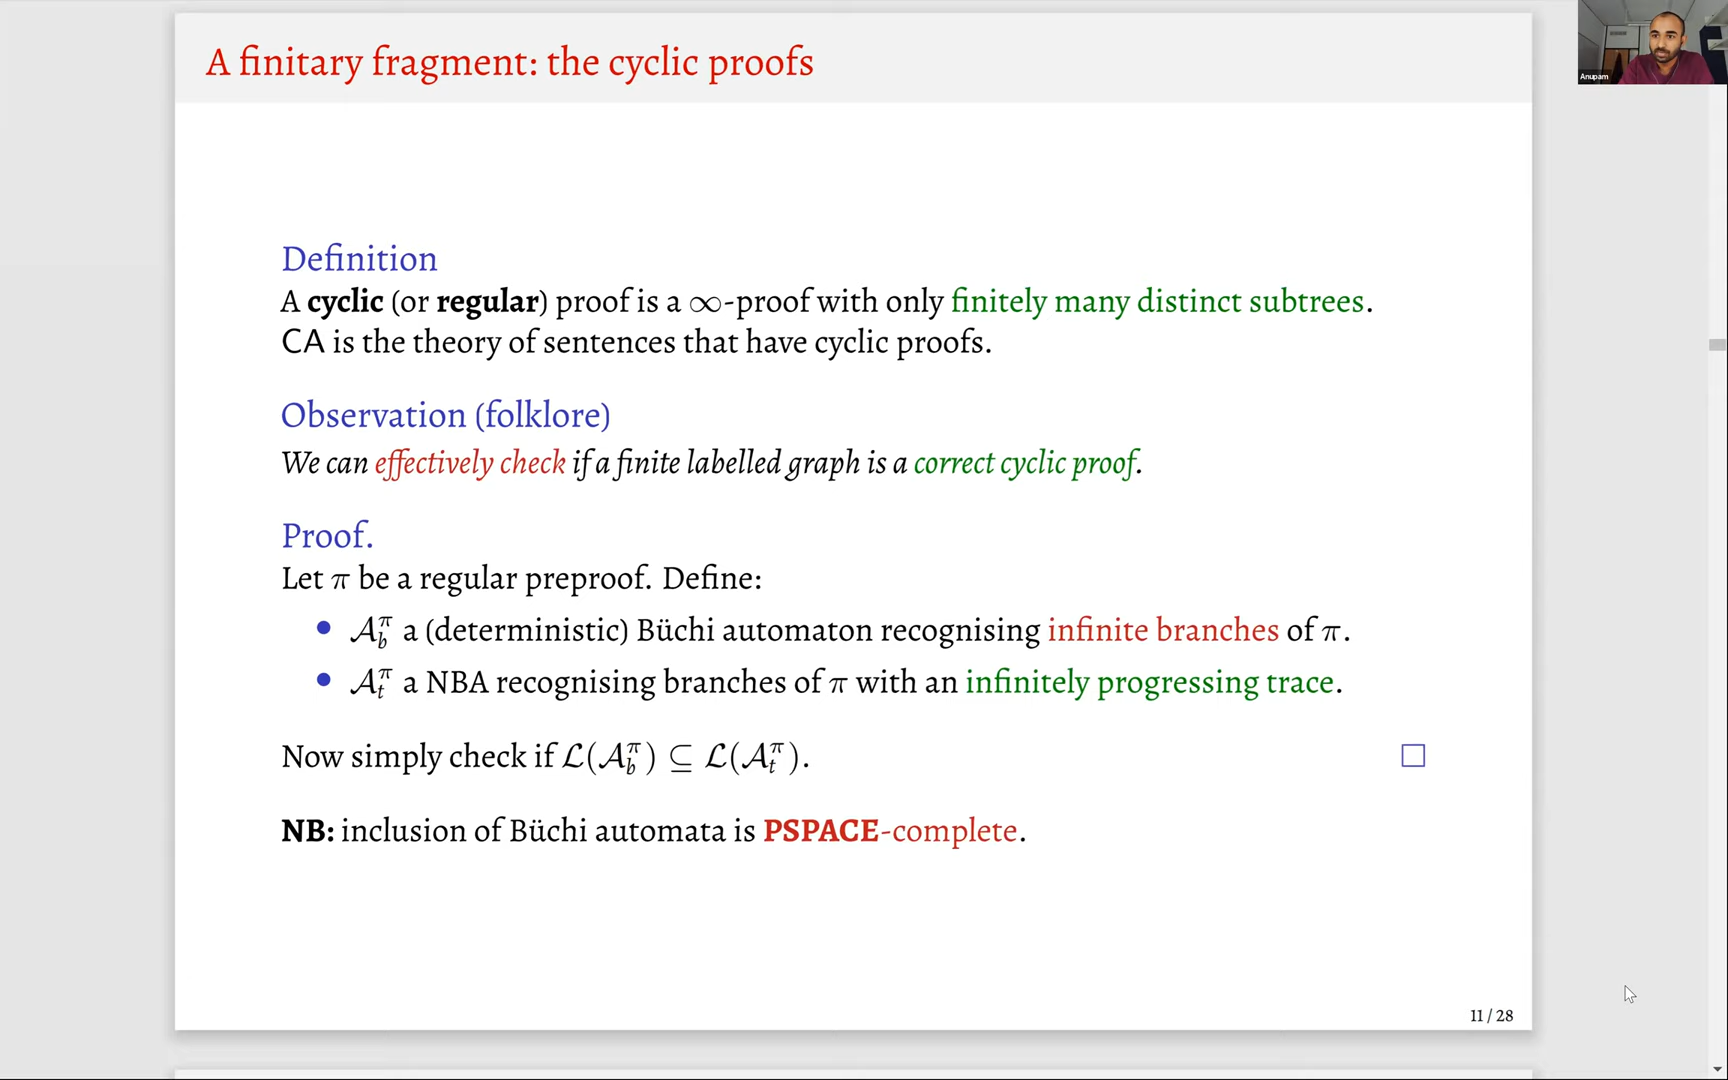 A finitary fragment: the cyclic proofs
Anupam
Definition
A cyclic (or regular) proof is a ∞-proof with only finitely many distinct subtrees.
CA is the theory of sentences that have cyclic proofs.
Observation (folklore)
We can effectively check if a finite labelled graph is a correct cyclic proof.
Proof.
Let π be a regular preproof. Define:
• 𝒜_b^π a (deterministic) Büchi automaton recognising infinite branches of π.
• 𝒜_t^π a NBA recognising branches of π with an infinitely progressing trace.
Now simply check if ℒ(𝒜_b^π) ⊆ ℒ(𝒜_t^π). □
NB: inclusion of Büchi automata is PSPACE-complete.
11 / 28